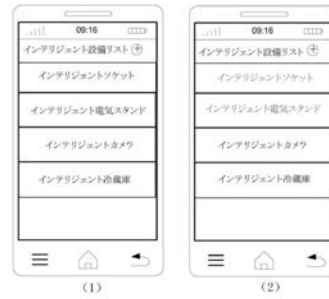 09:16
インテリジェント設備リスト
インテリジェントソケット
インテリジェント電気スタンド
インテリジェントカメラ
インテリジェント冷蔵庫
(1)
09:16
インテリジェント設備リスト
インテリジェントソケット
インテリジェント電気スタンド
インテリジェントカメラ
インテリジェント冷蔵庫
(2)